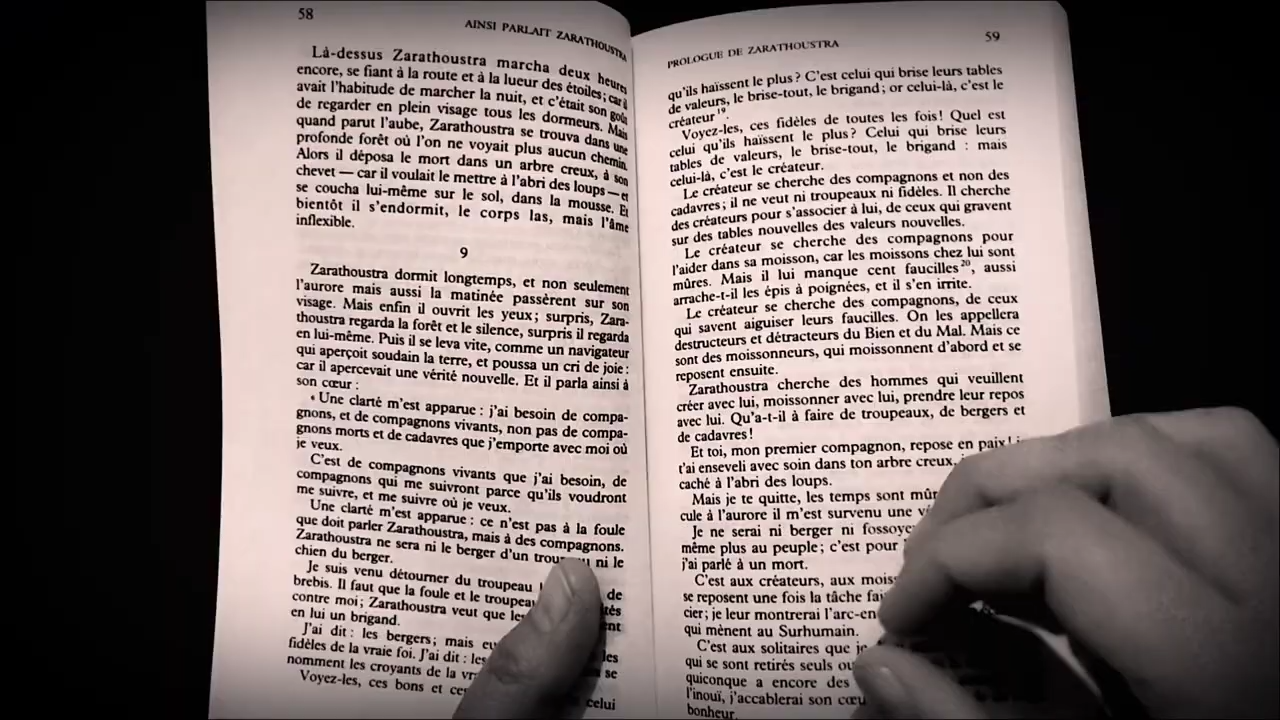 58
AINSI PARLAIT ZARATHOUSTRA
Là-dessus Zarathoustra marcha deux heures
encore, se fiant à la route et à la lueur des étoiles; car il
avait l'habitude de marcher la nuit, et c'était son goût
de regarder en plein visage tous les dormeurs. Mais
quand parut l'aube, Zarathoustra se trouva dans une
profonde forêt où l'on ne voyait plus aucun chemin.
Alors il déposa le mort dans un arbre creux, à son
chevet — car il voulait le mettre à l'abri des loups — et
se coucha lui-même sur le sol, dans la mousse. Et
bientôt il s'endormit, le corps las, mais l'âme
inflexible.
9
Zarathoustra dormit longtemps, et non seulement
l'aurore mais aussi la matinée passèrent sur son
visage. Mais enfin il ouvrit les yeux; surpris, Zara-
thoustra regarda la forêt et le silence, surpris il regarda
en lui-même. Puis il se leva vite, comme un navigateur
qui aperçoit soudain la terre, et poussa un cri de joie :
car il apercevait une vérité nouvelle. Et il parla ainsi à
son cœur :
« Une clarté m'est apparue : j'ai besoin de compa-
gnons, et de compagnons vivants, non pas de compa-
gnons morts et de cadavres que j'emporte avec moi où
je veux.
C'est de compagnons vivants que j'ai besoin, de
compagnons qui me suivront parce qu'ils voudront
me suivre, et me suivre où je veux.
Une clarté m'est apparue : ce n'est pas à la foule
que doit parler Zarathoustra, mais à des compagnons.
Zarathoustra ne sera ni le berger d'un ni le
chien du berger.
Je suis venu détourner du troupeau de
brebis. Il faut que la foule et le
contre moi; Zarathoustra veut que
en lui un brigand.
J'ai dit : les bergers; mais les
fidèles de la vraie foi. J'ai dit : se
nomment les croyants de la
Voyez-les, ces bons et celui
PROLOGUE DE ZARATHOUSTRA
59
qu'ils haïssent le plus? C'est celui qui brise leurs tables
de valeurs, le brise-tout, le brigand; or celui-là, c'est le
créateur 19.
Voyez-les, ces fidèles de toutes les fois! Quel est
celui qu'ils haïssent le plus? Celui qui brise leurs
tables de valeurs, le brise-tout, le brigand : mais
celui-là, c'est le créateur.
Le créateur se cherche des compagnons et non des
cadavres; il ne veut ni troupeaux ni fidèles. Il cherche
des créateurs pour s'associer à lui, de ceux qui gravent
sur des tables nouvelles des valeurs nouvelles.
Le créateur se cherche des compagnons pour
l'aider dans sa moisson, car les moissons chez lui sont
mûres. Mais il lui manque cent faucilles 20, aussi
arrache-t-il les épis à poignées, et il s'en irrite.
Le créateur se cherche des compagnons, de ceux
qui savent aiguiser leurs faucilles. On les appellera
destructeurs et détracteurs du Bien et du Mal. Mais ce
sont des moissonneurs, qui moissonnent d'abord et se
reposent ensuite.
Zarathoustra cherche des hommes qui veuillent
créer avec lui, moissonner avec lui, prendre leur repos
avec lui. Qu'a-t-il à faire de troupeaux, de bergers et
de cadavres!
Et toi, mon premier compagnon, repose en paix!
t'ai enseveli avec soin dans ton arbre creux,
caché à l'abri des loups.
Mais je te quitte, les temps sont
cule à l'aurore il m'est survenu une
Je ne serai ni berger ni
même plus au peuple; c'est pour
j'ai parlé à un mort.
C'est aux créateurs, aux
se reposent une fois la tâche
cier; je leur montrerai
qui mènent au Surhumain.
C'est aux solitaires que
qui se sont retirés seuls ou
quiconque a encore des
l'inouï, j'accablerai son
bonheur.